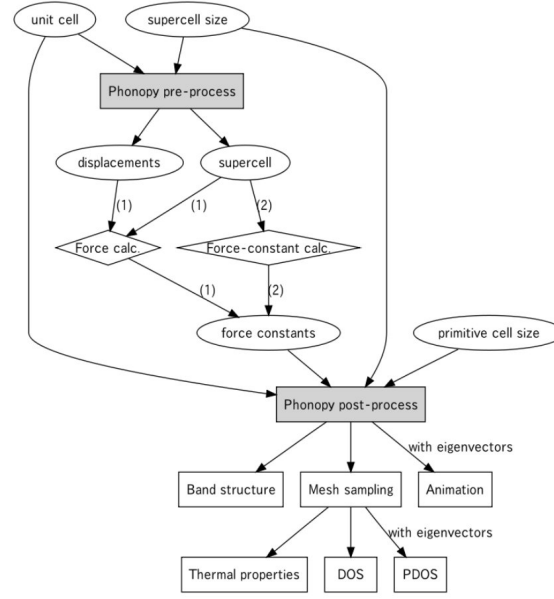 unit cell
supercell size
Phonopy pre-process
displacements
supercell
(1)
(1)
(2)
Force calc.
Force-constant calc.
(1)
(2)
force constants
primitive cell size
Phonopy post-process
with eigenvectors
Band structure
Mesh sampling
Animation
with eigenvectors
Thermal properties
DOS
PDOS